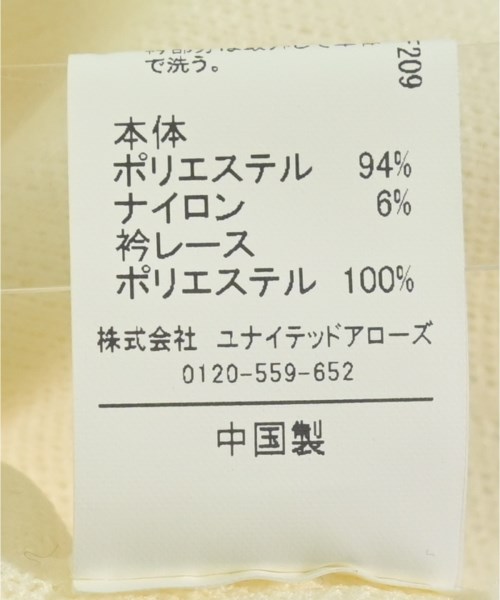 で洗う。
209
本体
ポリエステル 94%
ナイロン 6%
衿レース
ポリエステル 100%
株式会社 ユナイテッドアローズ
0120-559-652
中国製